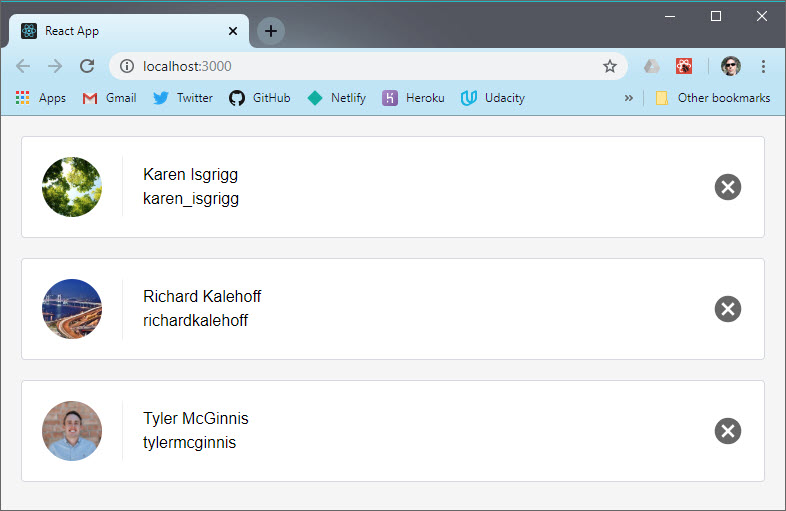 React App
localhost:3000
Apps Gmail Twitter GitHub Netlify Heroku Udacity » Other bookmarks
Karen Isgrigg
karen_isgrigg
Richard Kalehoff
richardkalehoff
Tyler McGinnis
tylermcginnis